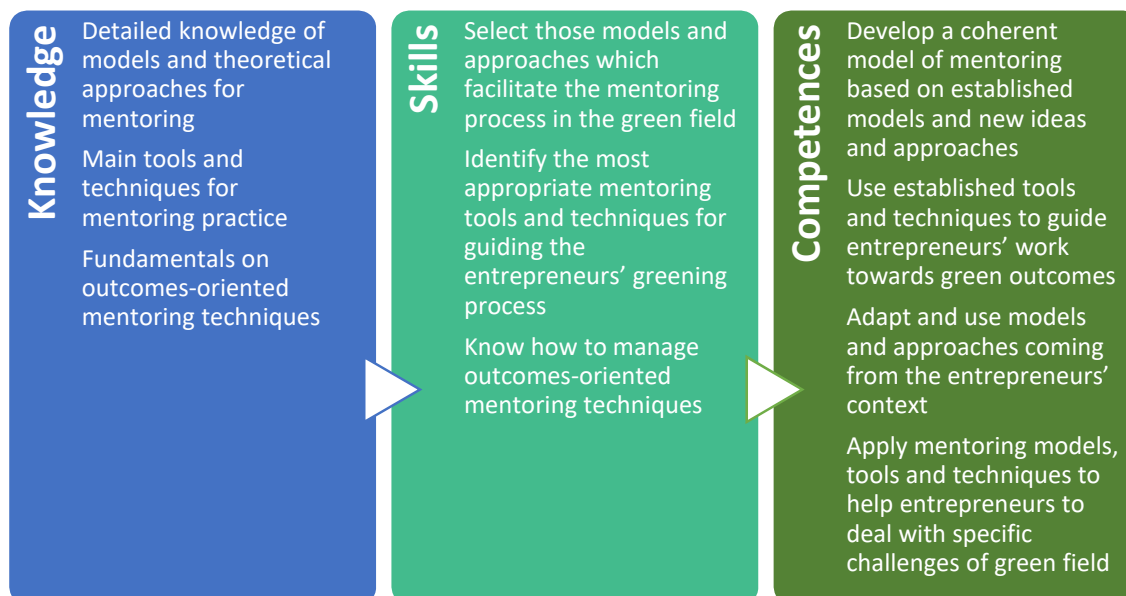 Knowledge
Detailed knowledge of
models and theoretical
approaches for
mentoring
Main tools and
techniques for
mentoring practice
Fundamentals on
outcomes-oriented
mentoring techniques
Skills
Select those models and
approaches which
facilitate the mentoring
process in the green field
Identify the most
appropriate mentoring
tools and techniques for
guiding the
entrepreneurs’ greening
process
Know how to manage
outcomes-oriented
mentoring techniques
Competences
Develop a coherent
model of mentoring
based on established
models and new ideas
and approaches
Use established tools
and techniques to guide
entrepreneurs’ work
towards green outcomes
Adapt and use models
and approaches coming
from the entrepreneurs’
context
Apply mentoring models,
tools and techniques to
help entrepreneurs to
deal with specific
challenges of green field